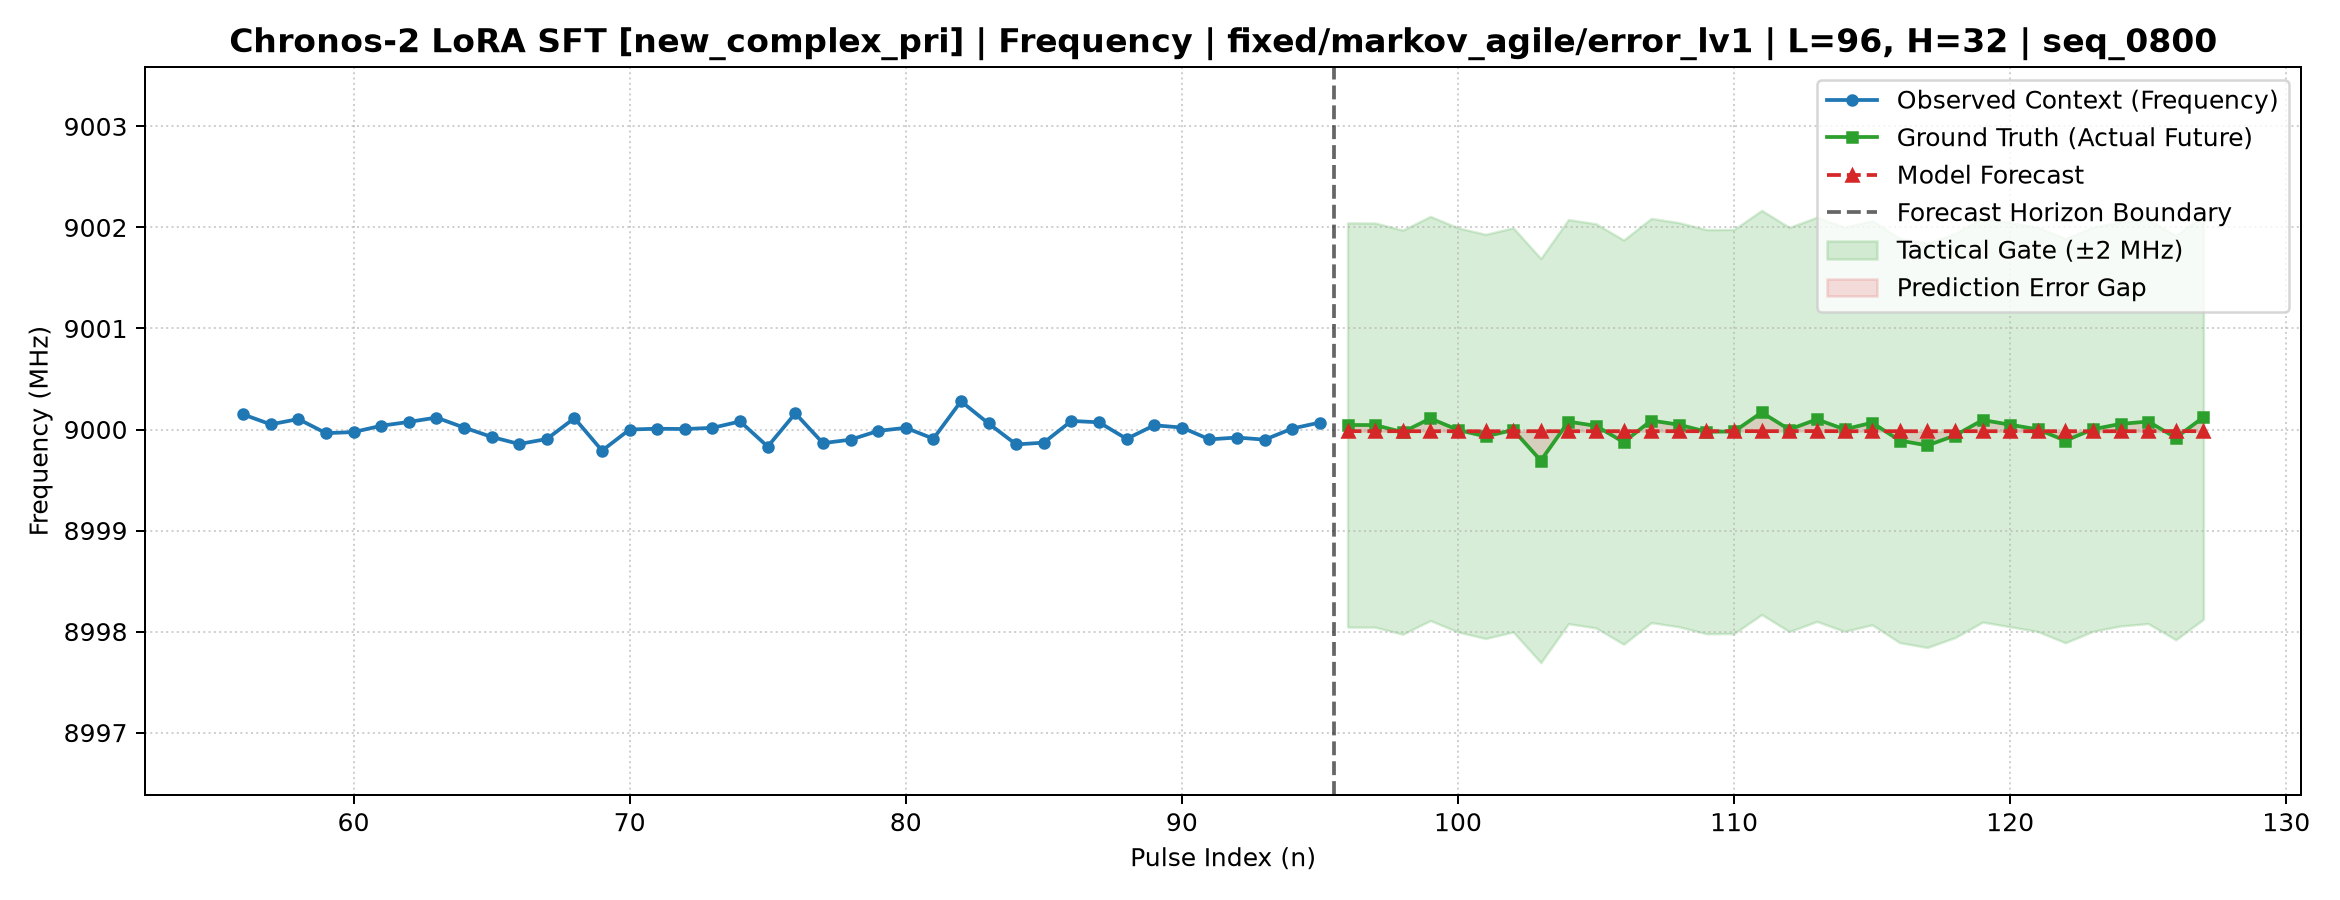 Chronos-2 LoRA SFT [new_complex_pri] | Frequency | fixed/markov_agile/error_lv1 | L=96, H=32 | seq_0800
Observed Context (Frequency)
Ground Truth (Actual Future)
Model Forecast
Forecast Horizon Boundary
Tactical Gate (±2 MHz)
Prediction Error Gap
Frequency (MHz)
9003
9002
9001
9000
8999
8998
8997
60 70 80 90 100 110 120 130
Pulse Index (n)